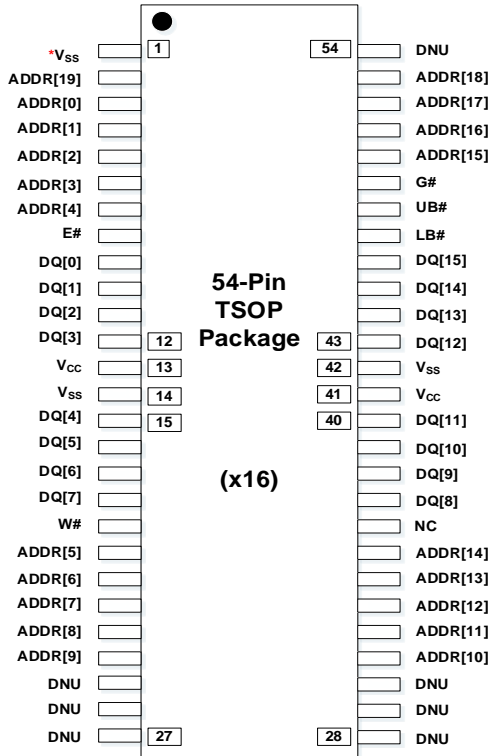 *VSS 1 54 DNU
ADDR[19] ADDR[18]
ADDR[0] ADDR[17]
ADDR[1] ADDR[16]
ADDR[2] ADDR[15]
ADDR[3] G#
ADDR[4] UB#
E# LB#
DQ[0] DQ[15]
DQ[1] 54-Pin DQ[14]
DQ[2] TSOP DQ[13]
DQ[3] 12 Package 43 DQ[12]
VCC 13 42 VSS
VSS 14 41 VCC
DQ[4] 15 40 DQ[11]
DQ[5] DQ[10]
DQ[6] (x16) DQ[9]
DQ[7] DQ[8]
W# NC
ADDR[5] ADDR[14]
ADDR[6] ADDR[13]
ADDR[7] ADDR[12]
ADDR[8] ADDR[11]
ADDR[9] ADDR[10]
DNU DNU
DNU DNU
DNU 27 28 DNU